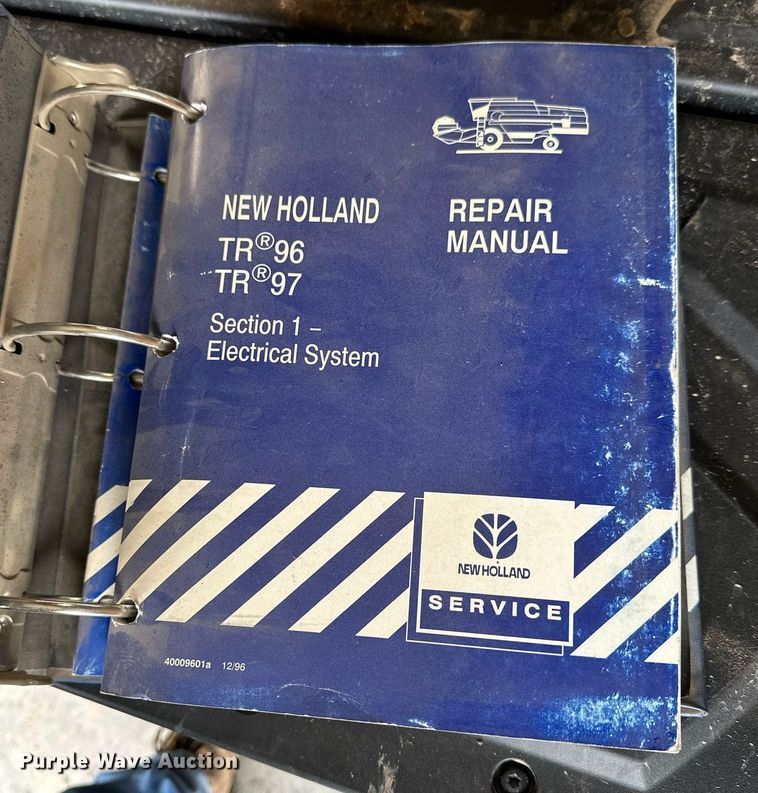 NEW HOLLAND
TR®96
TR®97
Section 1 –
Electrical System
REPAIR
MANUAL
NEW HOLLAND
SERVICE
40009601a 12/96
Purple Wave Auction